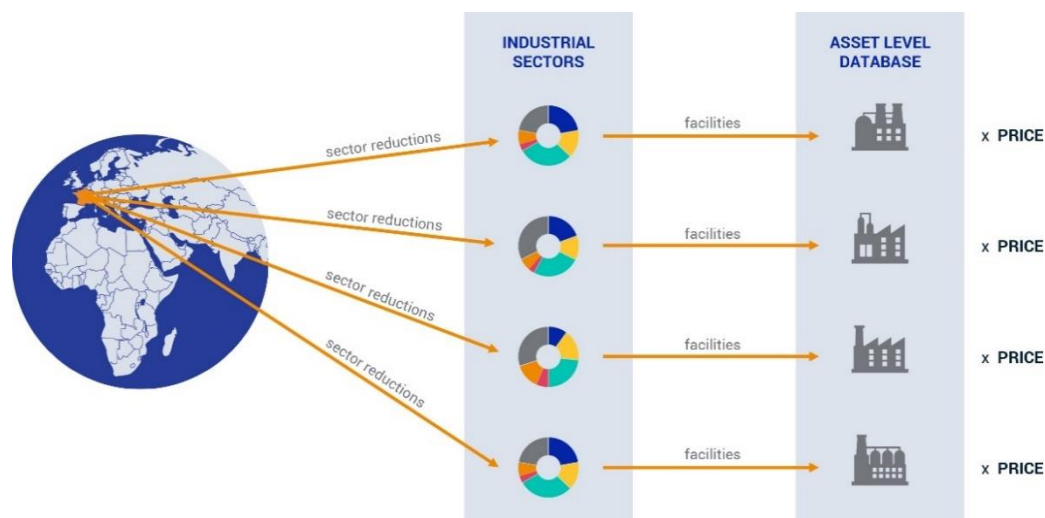 INDUSTRIAL
SECTORS
ASSET LEVEL
DATABASE
sector reductions
facilities
x PRICE
sector reductions
facilities
x PRICE
sector reductions
facilities
x PRICE
sector reductions
facilities
x PRICE